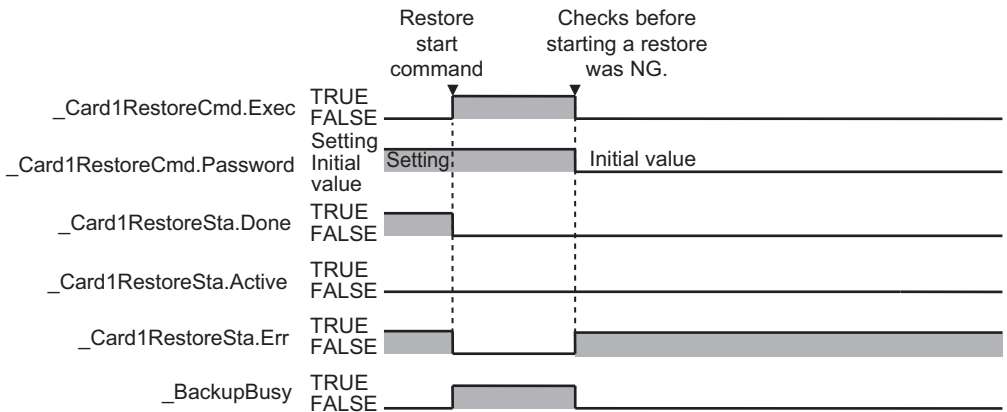 Restore
start
command
Checks before
starting a restore
was NG.
_Card1RestoreCmd.Exec
TRUE
FALSE
_Card1RestoreCmd.Password
Setting
Initial
value
Setting
Initial value
_Card1RestoreSta.Done
TRUE
FALSE
_Card1RestoreSta.Active
TRUE
FALSE
_Card1RestoreSta.Err
TRUE
FALSE
_BackupBusy
TRUE
FALSE